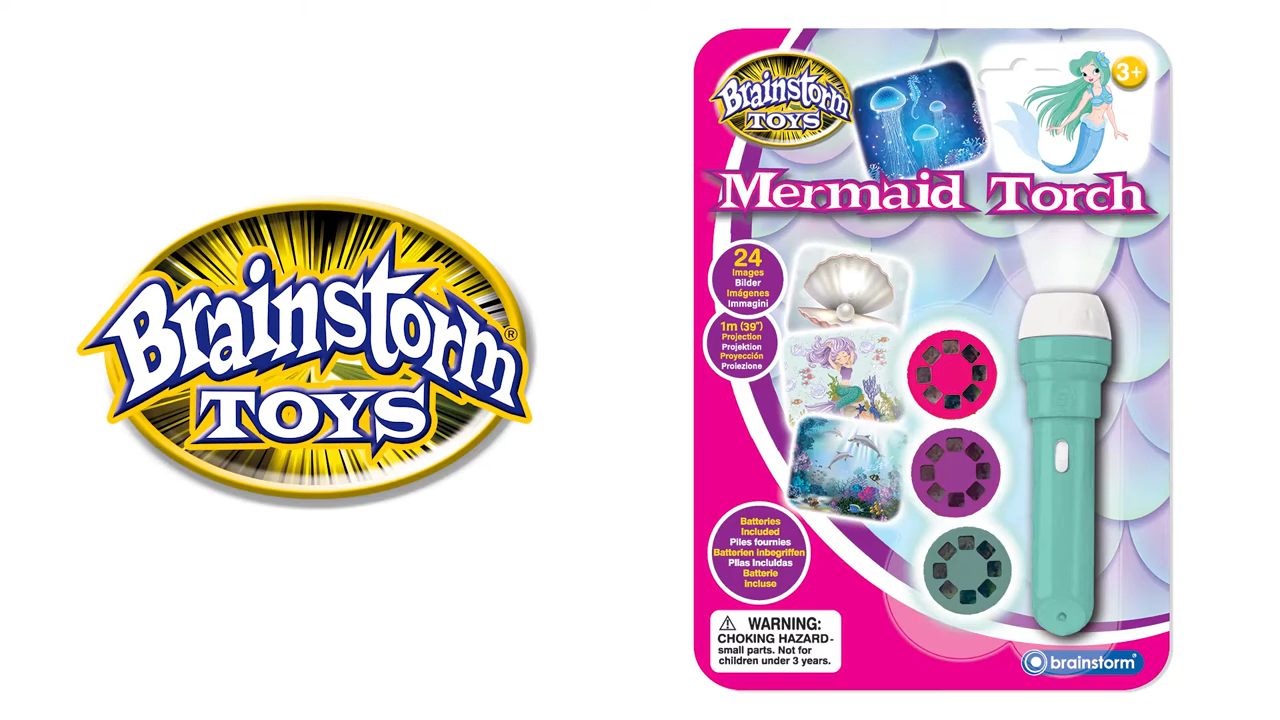 Brainstorm®
TOYS
Brainstorm
TOYS
3+
Mermaid Torch
24
Images
Bilder
Imágenes
Immagini
1m (39")
Projection
Projektion
Proyección
Proiezione
Batteries
Included
Piles fournies
Batterien inbegriffen
Pilas Incluidas
Batterie
incluse
WARNING:
CHOKING HAZARD-
small parts. Not for
children under 3 years.
brainstorm®